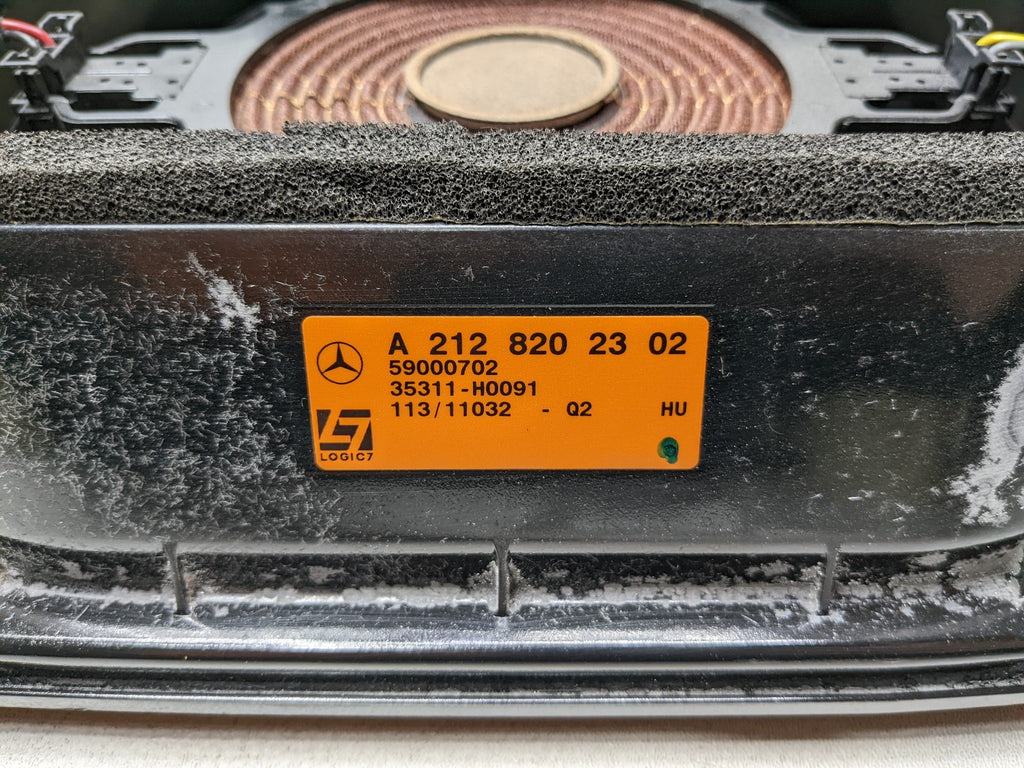 A 212 820 23 02
59000702
35311-H0091
113/11032 - Q2 HU
LOGIC7